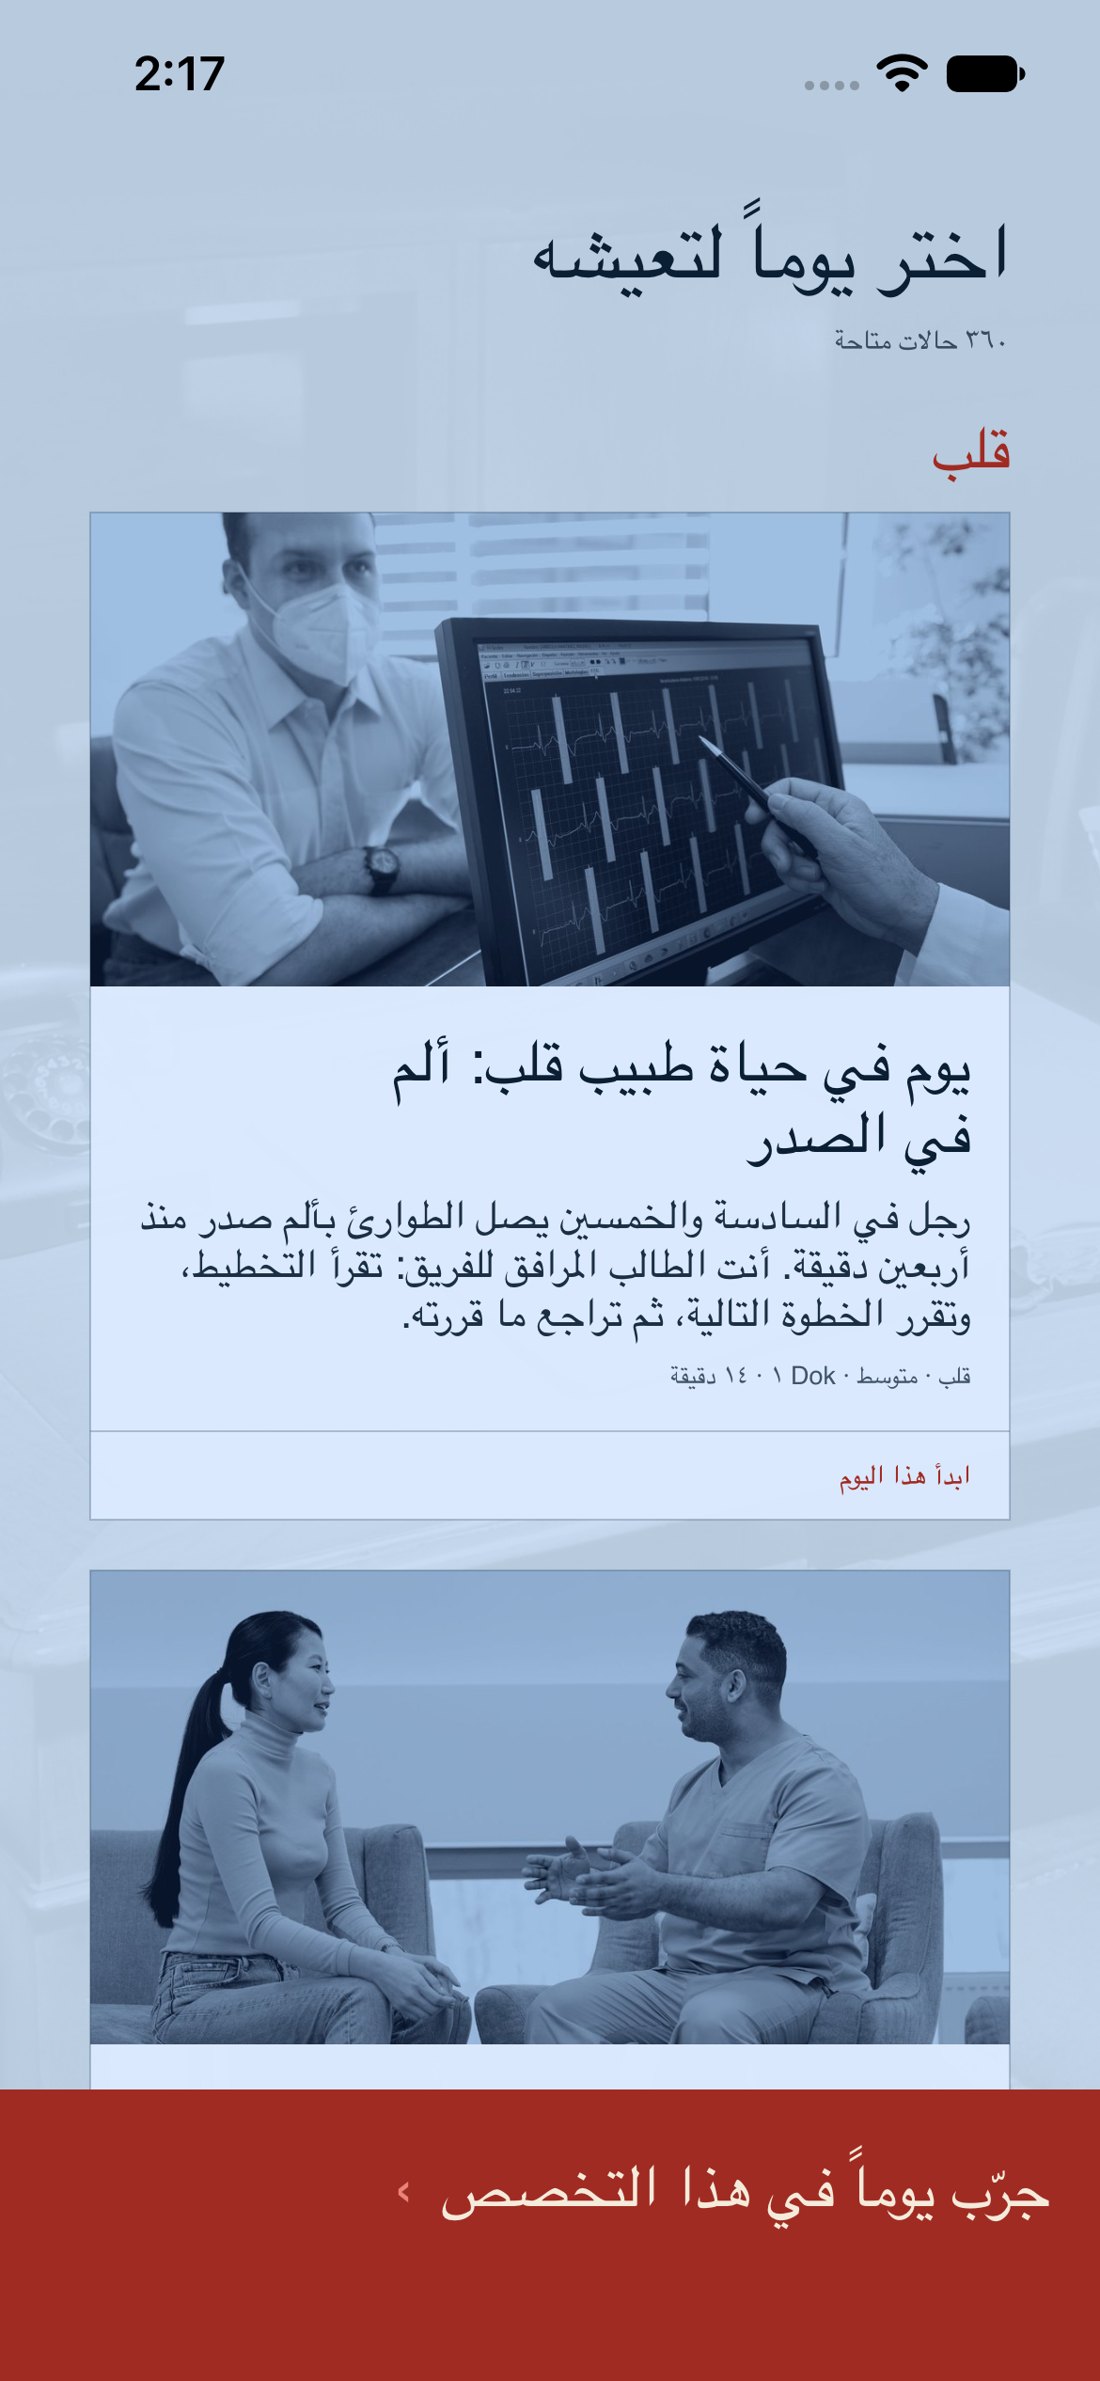 2:17
اختر يوماً لتعيشه
٣٦٠ حالات متاحة
قلب
يوم في حياة طبيب قلب: ألم
في الصدر
رجل في السادسة والخمسين يصل الطوارئ بألم صدر منذ
أربعين دقيقة. أنت الطالب المرافق للفريق: تقرأ التخطيط،
وتقرر الخطوة التالية، ثم تراجع ما قررته.
قلب · متوسط · Dok ١ · ١٤ دقيقة
ابدأ هذا اليوم
جرّب يوماً في هذا التخصص ›